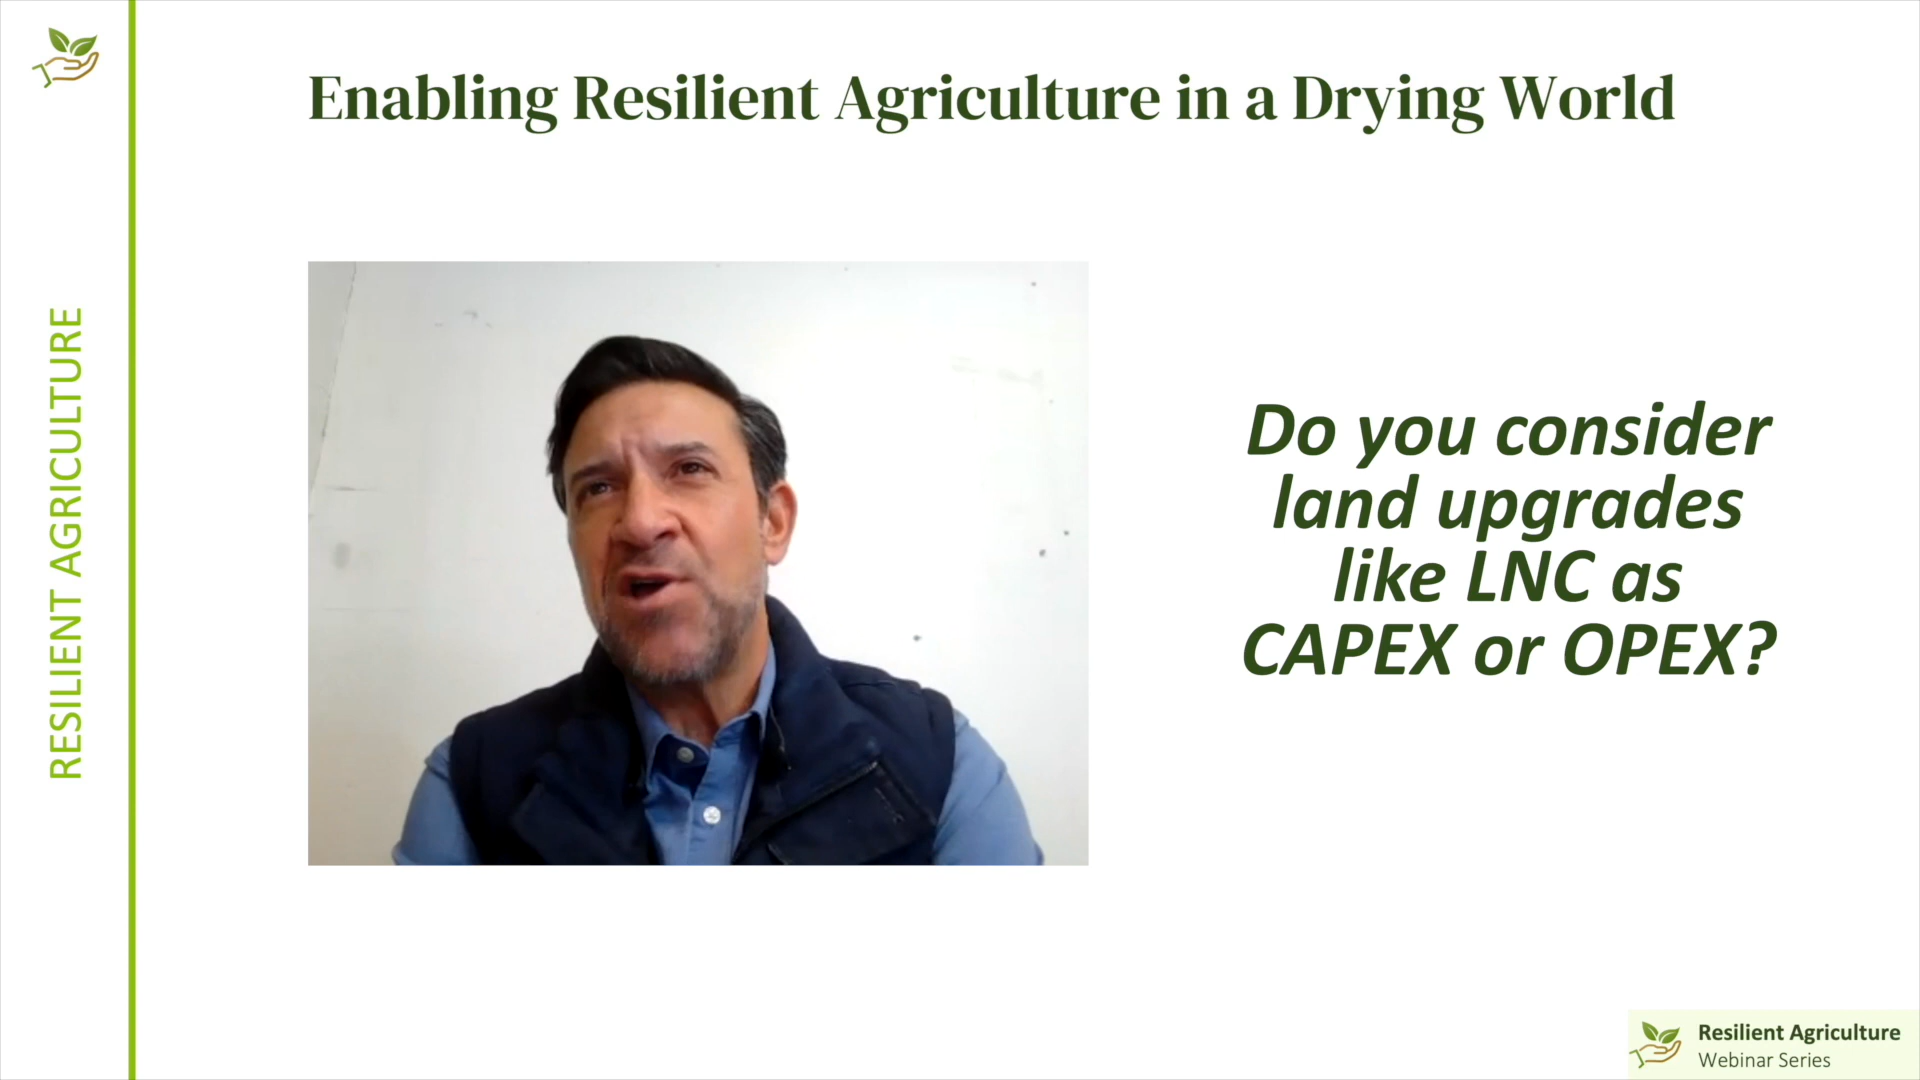 Enabling Resilient Agriculture in a Drying World
RESILIENT AGRICULTURE
Do you consider
land upgrades
like LNC as
CAPEX or OPEX?
Resilient Agriculture
Webinar Series